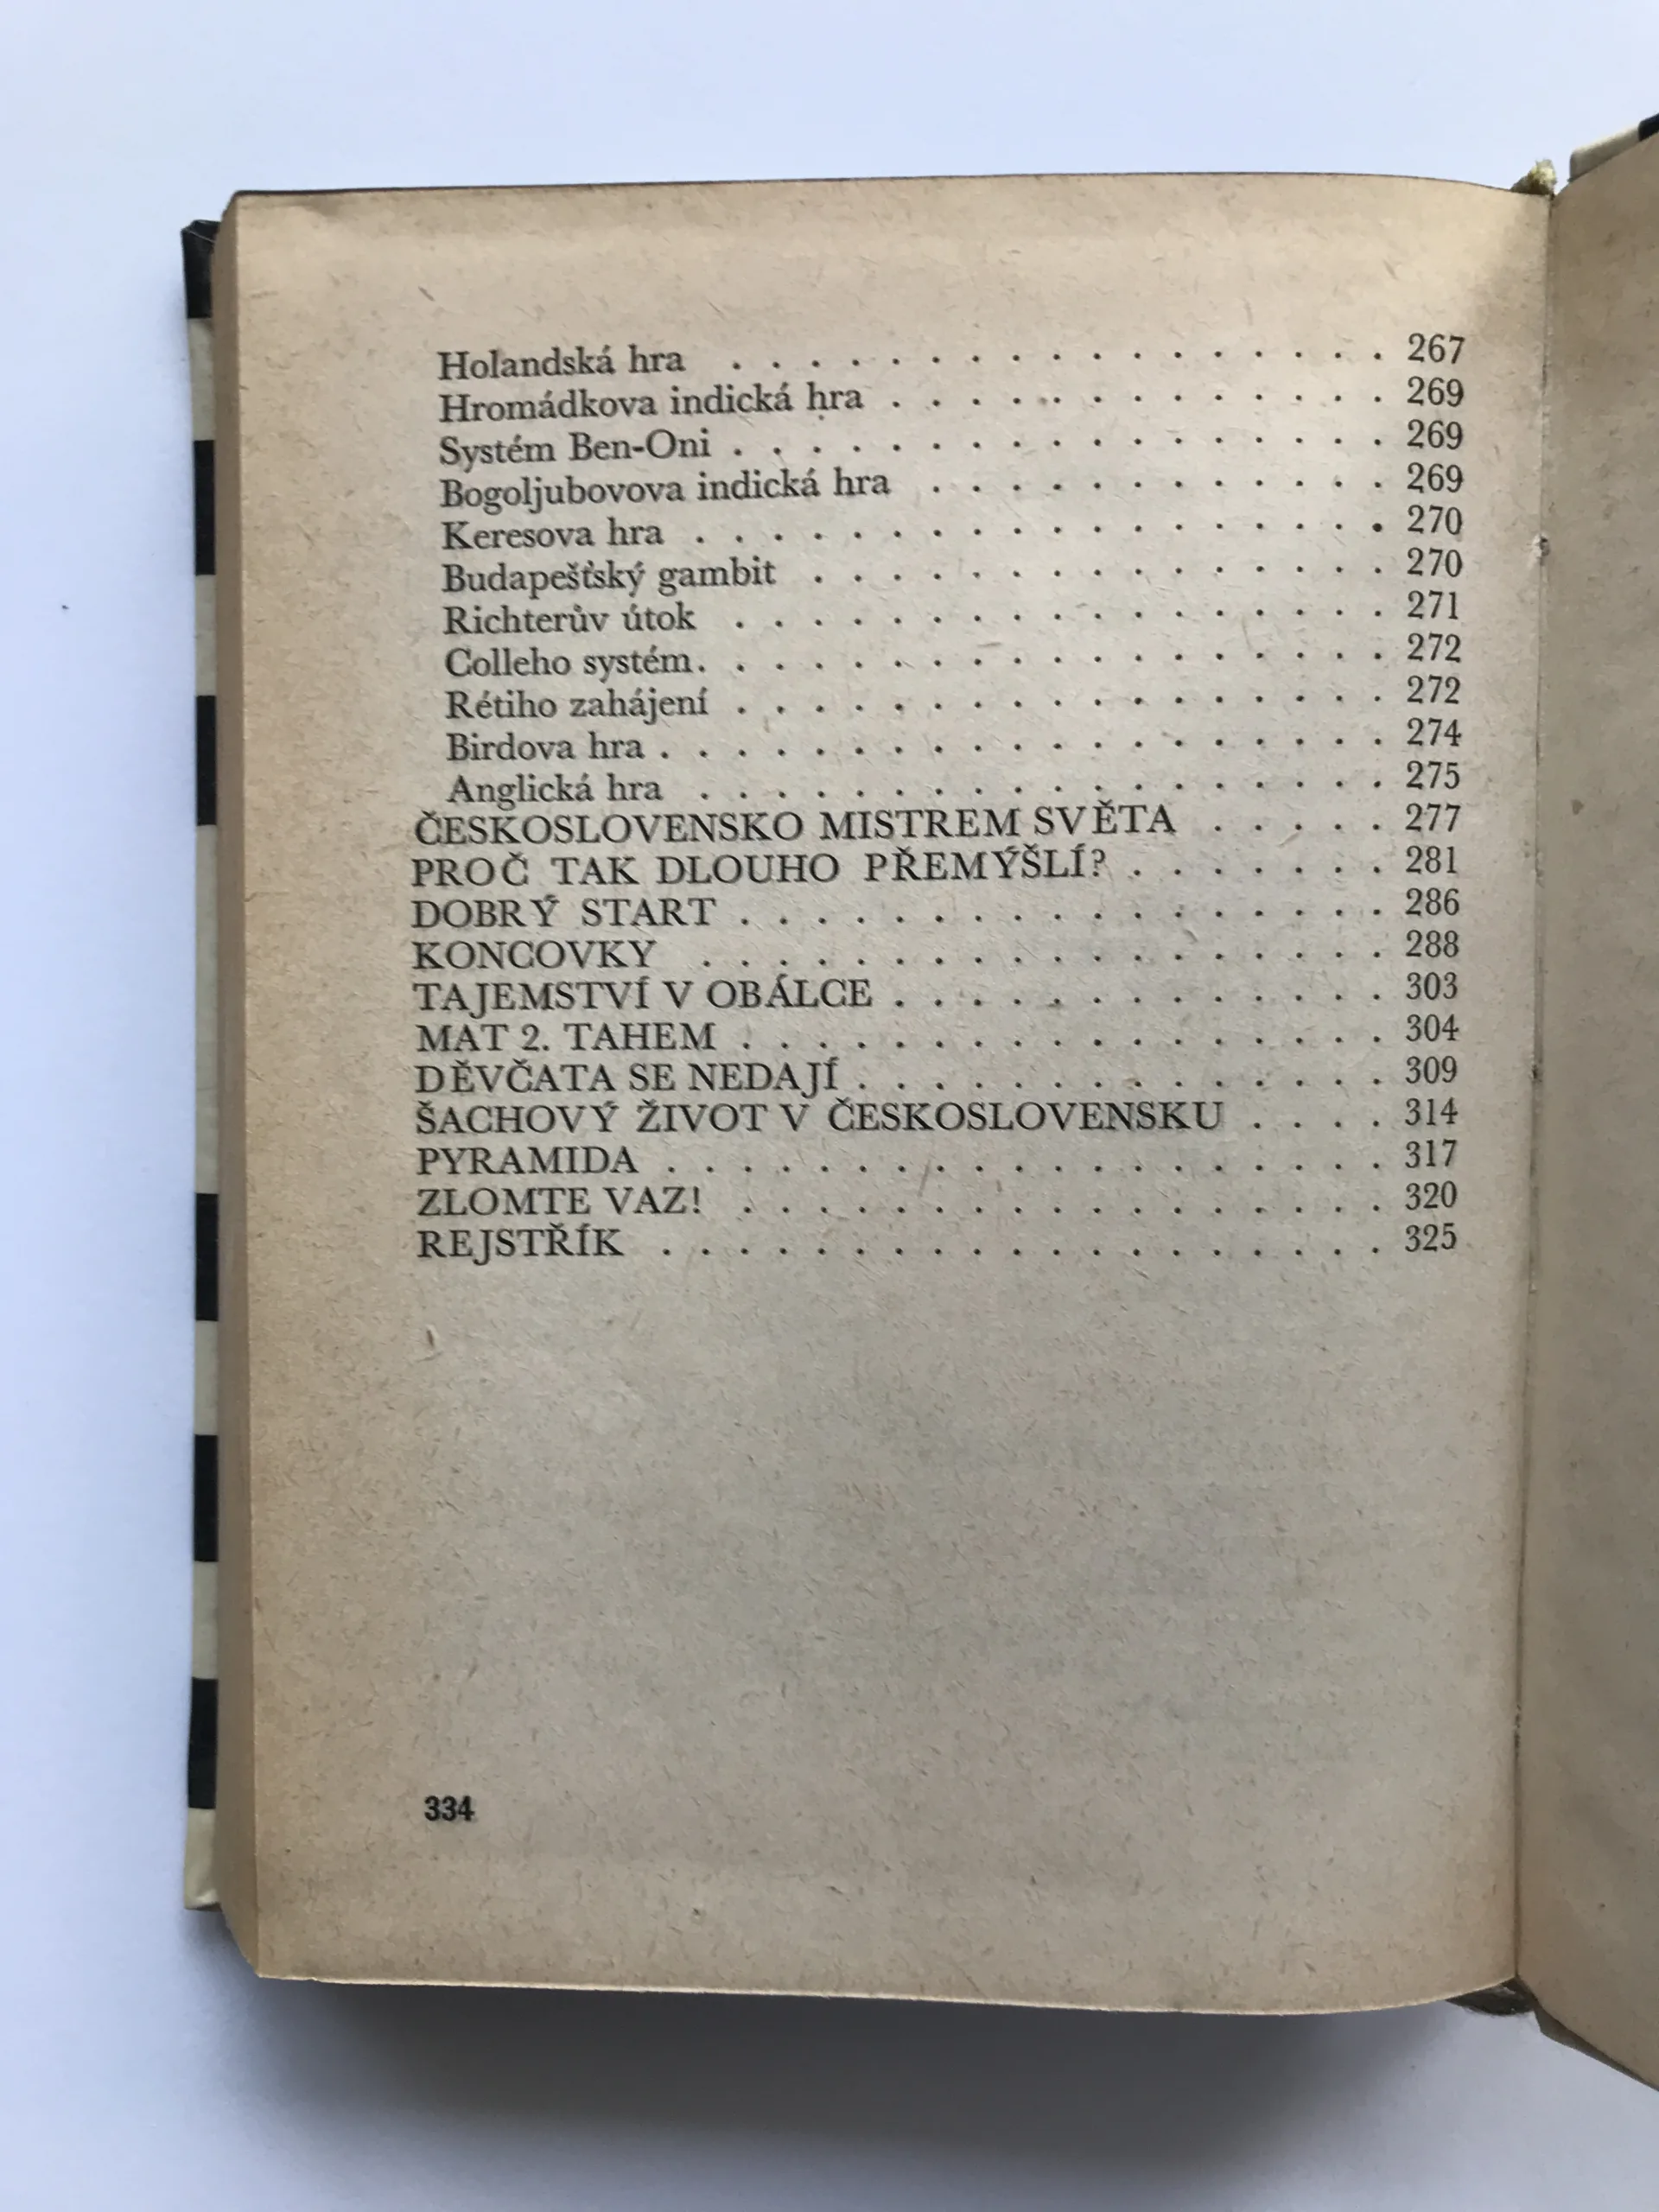 Holandská hra . . . . . . . . . . . . . . . . . 267
Hromádkova indická hra . . . . . . . . . . . . . 269
Systém Ben-Oni . . . . . . . . . . . . . . . . . 269
Bogoljubovova indická hra . . . . . . . . . . . . 269
Keresova hra . . . . . . . . . . . . . . . . . . 270
Budapešťský gambit . . . . . . . . . . . . . . . 270
Richterův útok . . . . . . . . . . . . . . . . . 271
Colleho systém . . . . . . . . . . . . . . . . . . 272
Rétiho zahájení . . . . . . . . . . . . . . . . . 272
Birdova hra . . . . . . . . . . . . . . . . . . . 274
Anglická hra . . . . . . . . . . . . . . . . . . 275
ČESKOSLOVENSKO MISTREM SVĚTA . . . . . 277
PROČ TAK DLOUHO PŘEMÝŠLÍ? . . . . . . . 281
DOBRÝ START . . . . . . . . . . . . . . . . . 286
KONCOVKY . . . . . . . . . . . . . . . . . . 288
TAJEMSTVÍ V OBÁLCE . . . . . . . . . . . . . 303
MAT 2. TAHEM . . . . . . . . . . . . . . . . . 304
DĚVČATA SE NEDAJÍ . . . . . . . . . . . . . . 309
ŠACHOVÝ ŽIVOT V ČESKOSLOVENSKU . . . . 314
PYRAMIDA . . . . . . . . . . . . . . . . . . . 317
ZLOMTE VAZ! . . . . . . . . . . . . . . . . . 320
REJSTŘÍK . . . . . . . . . . . . . . . . . . . 325
334